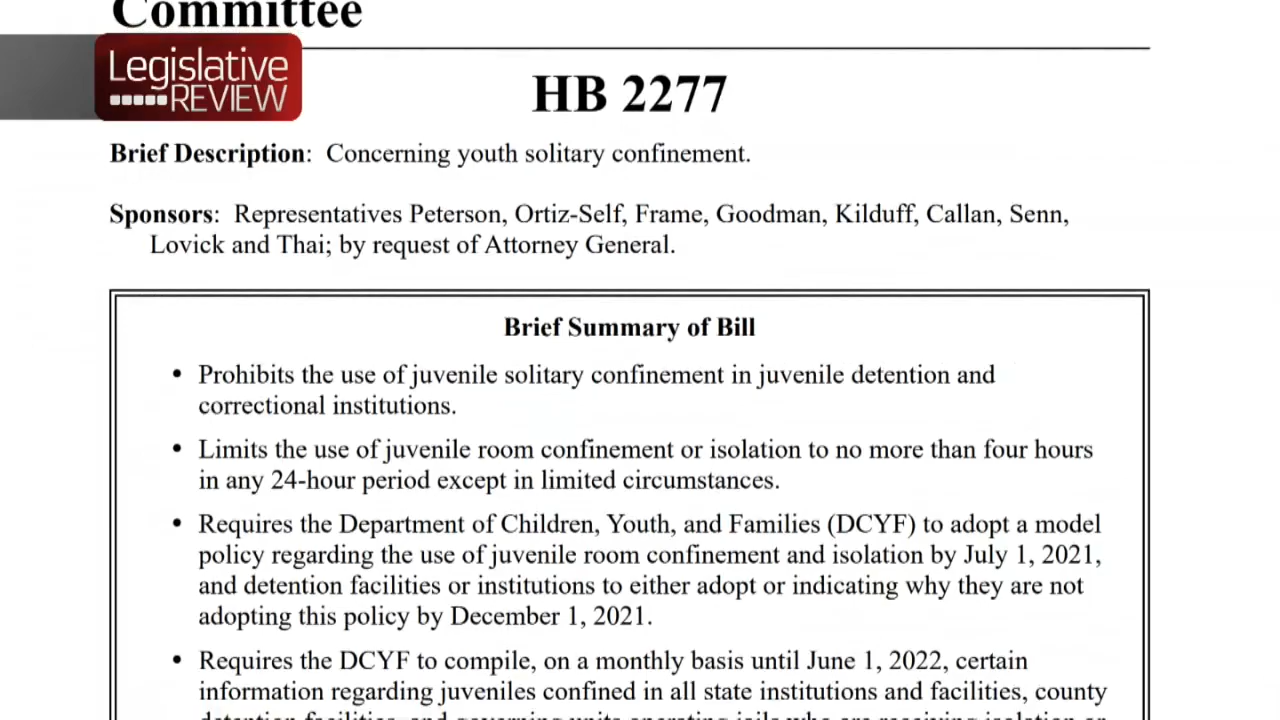 Committee
Legislative
REVIEW
HB 2277
Brief Description: Concerning youth solitary confinement.
Sponsors: Representatives Peterson, Ortiz-Self, Frame, Goodman, Kilduff, Callan, Senn,
Lovick and Thai; by request of Attorney General.
Brief Summary of Bill
• Prohibits the use of juvenile solitary confinement in juvenile detention and
correctional institutions.
• Limits the use of juvenile room confinement or isolation to no more than four hours
in any 24-hour period except in limited circumstances.
• Requires the Department of Children, Youth, and Families (DCYF) to adopt a model
policy regarding the use of juvenile room confinement and isolation by July 1, 2021,
and detention facilities or institutions to either adopt or indicating why they are not
adopting this policy by December 1, 2021.
• Requires the DCYF to compile, on a monthly basis until June 1, 2022, certain
information regarding juveniles confined in all state institutions and facilities, county